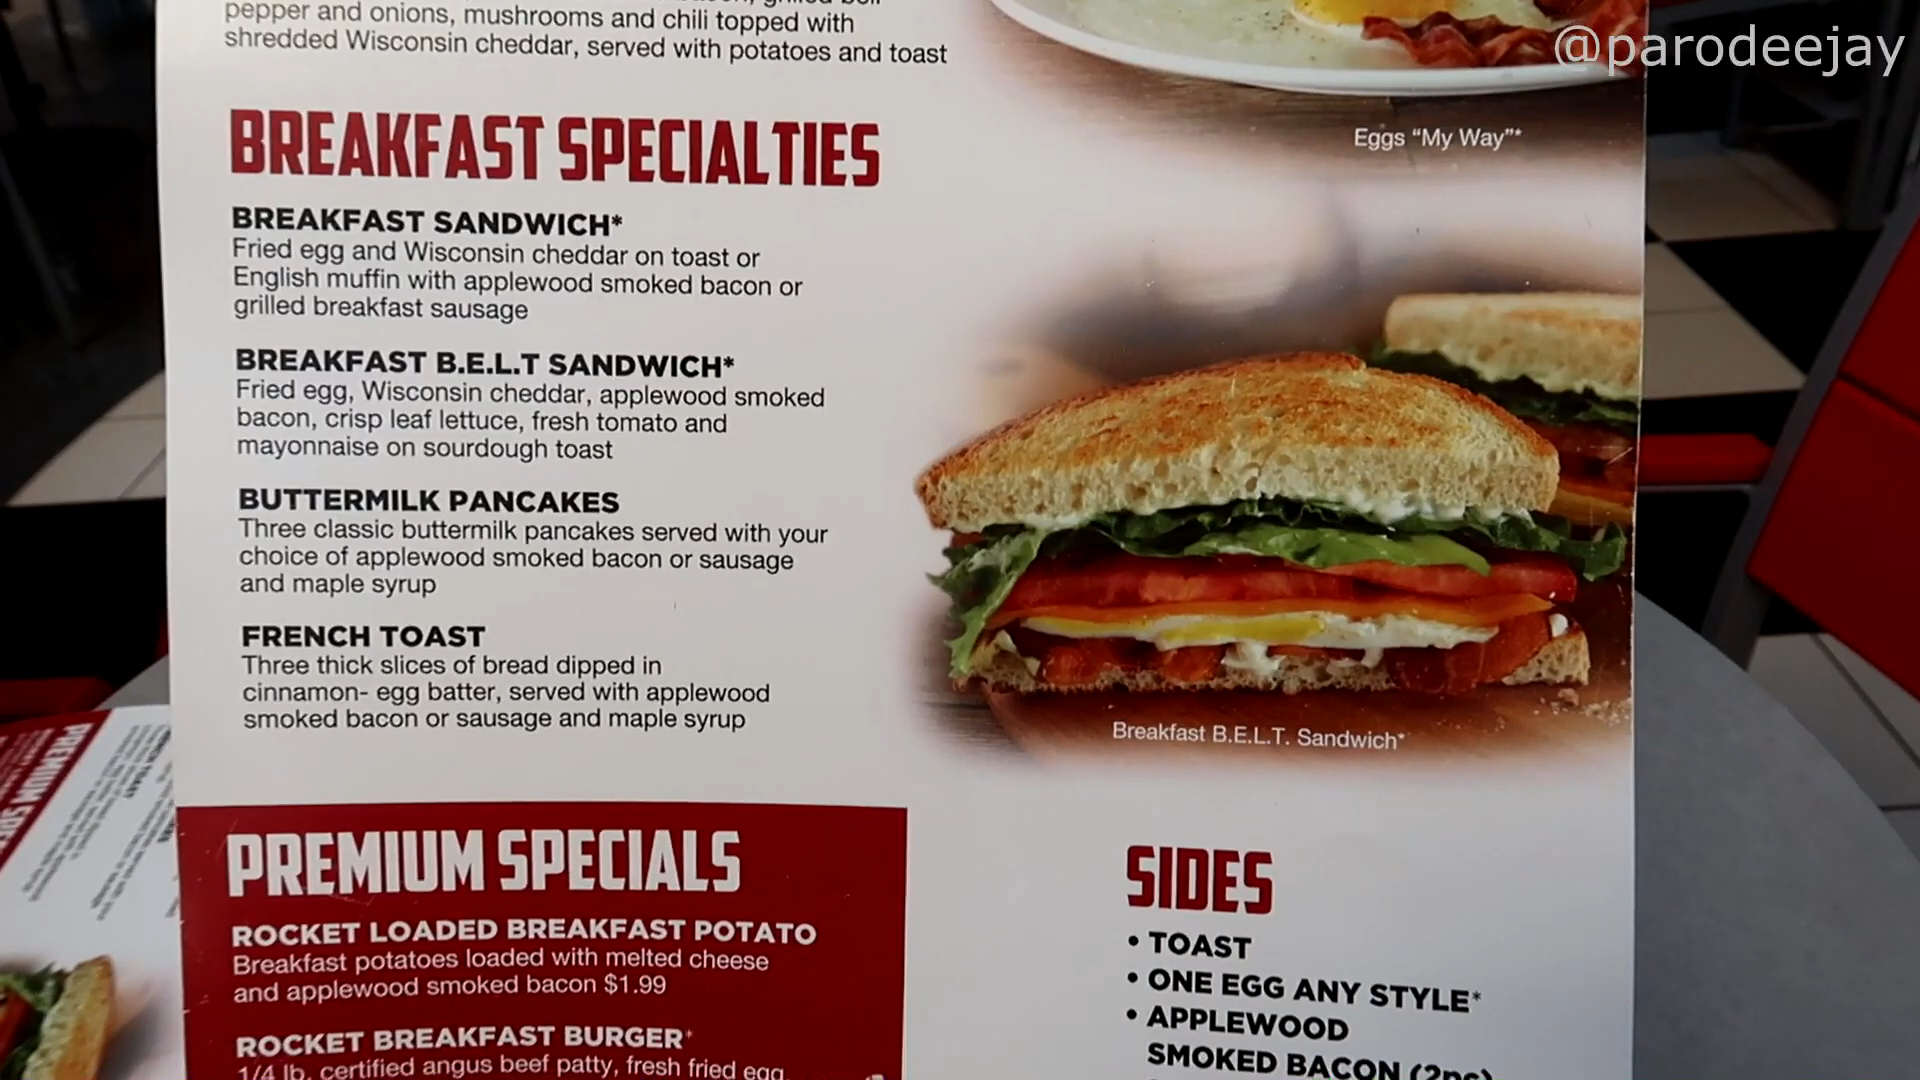 pepper and onions, mushrooms and chili topped with
shredded Wisconsin cheddar, served with potatoes and toast
@parodeejay
Eggs “My Way”*
BREAKFAST SPECIALTIES
BREAKFAST SANDWICH*
Fried egg and Wisconsin cheddar on toast or
English muffin with applewood smoked bacon or
grilled breakfast sausage
BREAKFAST B.E.L.T SANDWICH*
Fried egg, Wisconsin cheddar, applewood smoked
bacon, crisp leaf lettuce, fresh tomato and
mayonnaise on sourdough toast
BUTTERMILK PANCAKES
Three classic buttermilk pancakes served with your
choice of applewood smoked bacon or sausage
and maple syrup
FRENCH TOAST
Three thick slices of bread dipped in
cinnamon- egg batter, served with applewood
smoked bacon or sausage and maple syrup
Breakfast B.E.L.T. Sandwich*
PREMIUM SPECIALS
ROCKET LOADED BREAKFAST POTATO
Breakfast potatoes loaded with melted cheese
and applewood smoked bacon $1.99
ROCKET BREAKFAST BURGER*
1/4 lb. certified angus beef patty, fresh fried egg,
SIDES
• TOAST
• ONE EGG ANY STYLE*
• APPLEWOOD
SMOKED BACON (2pc)